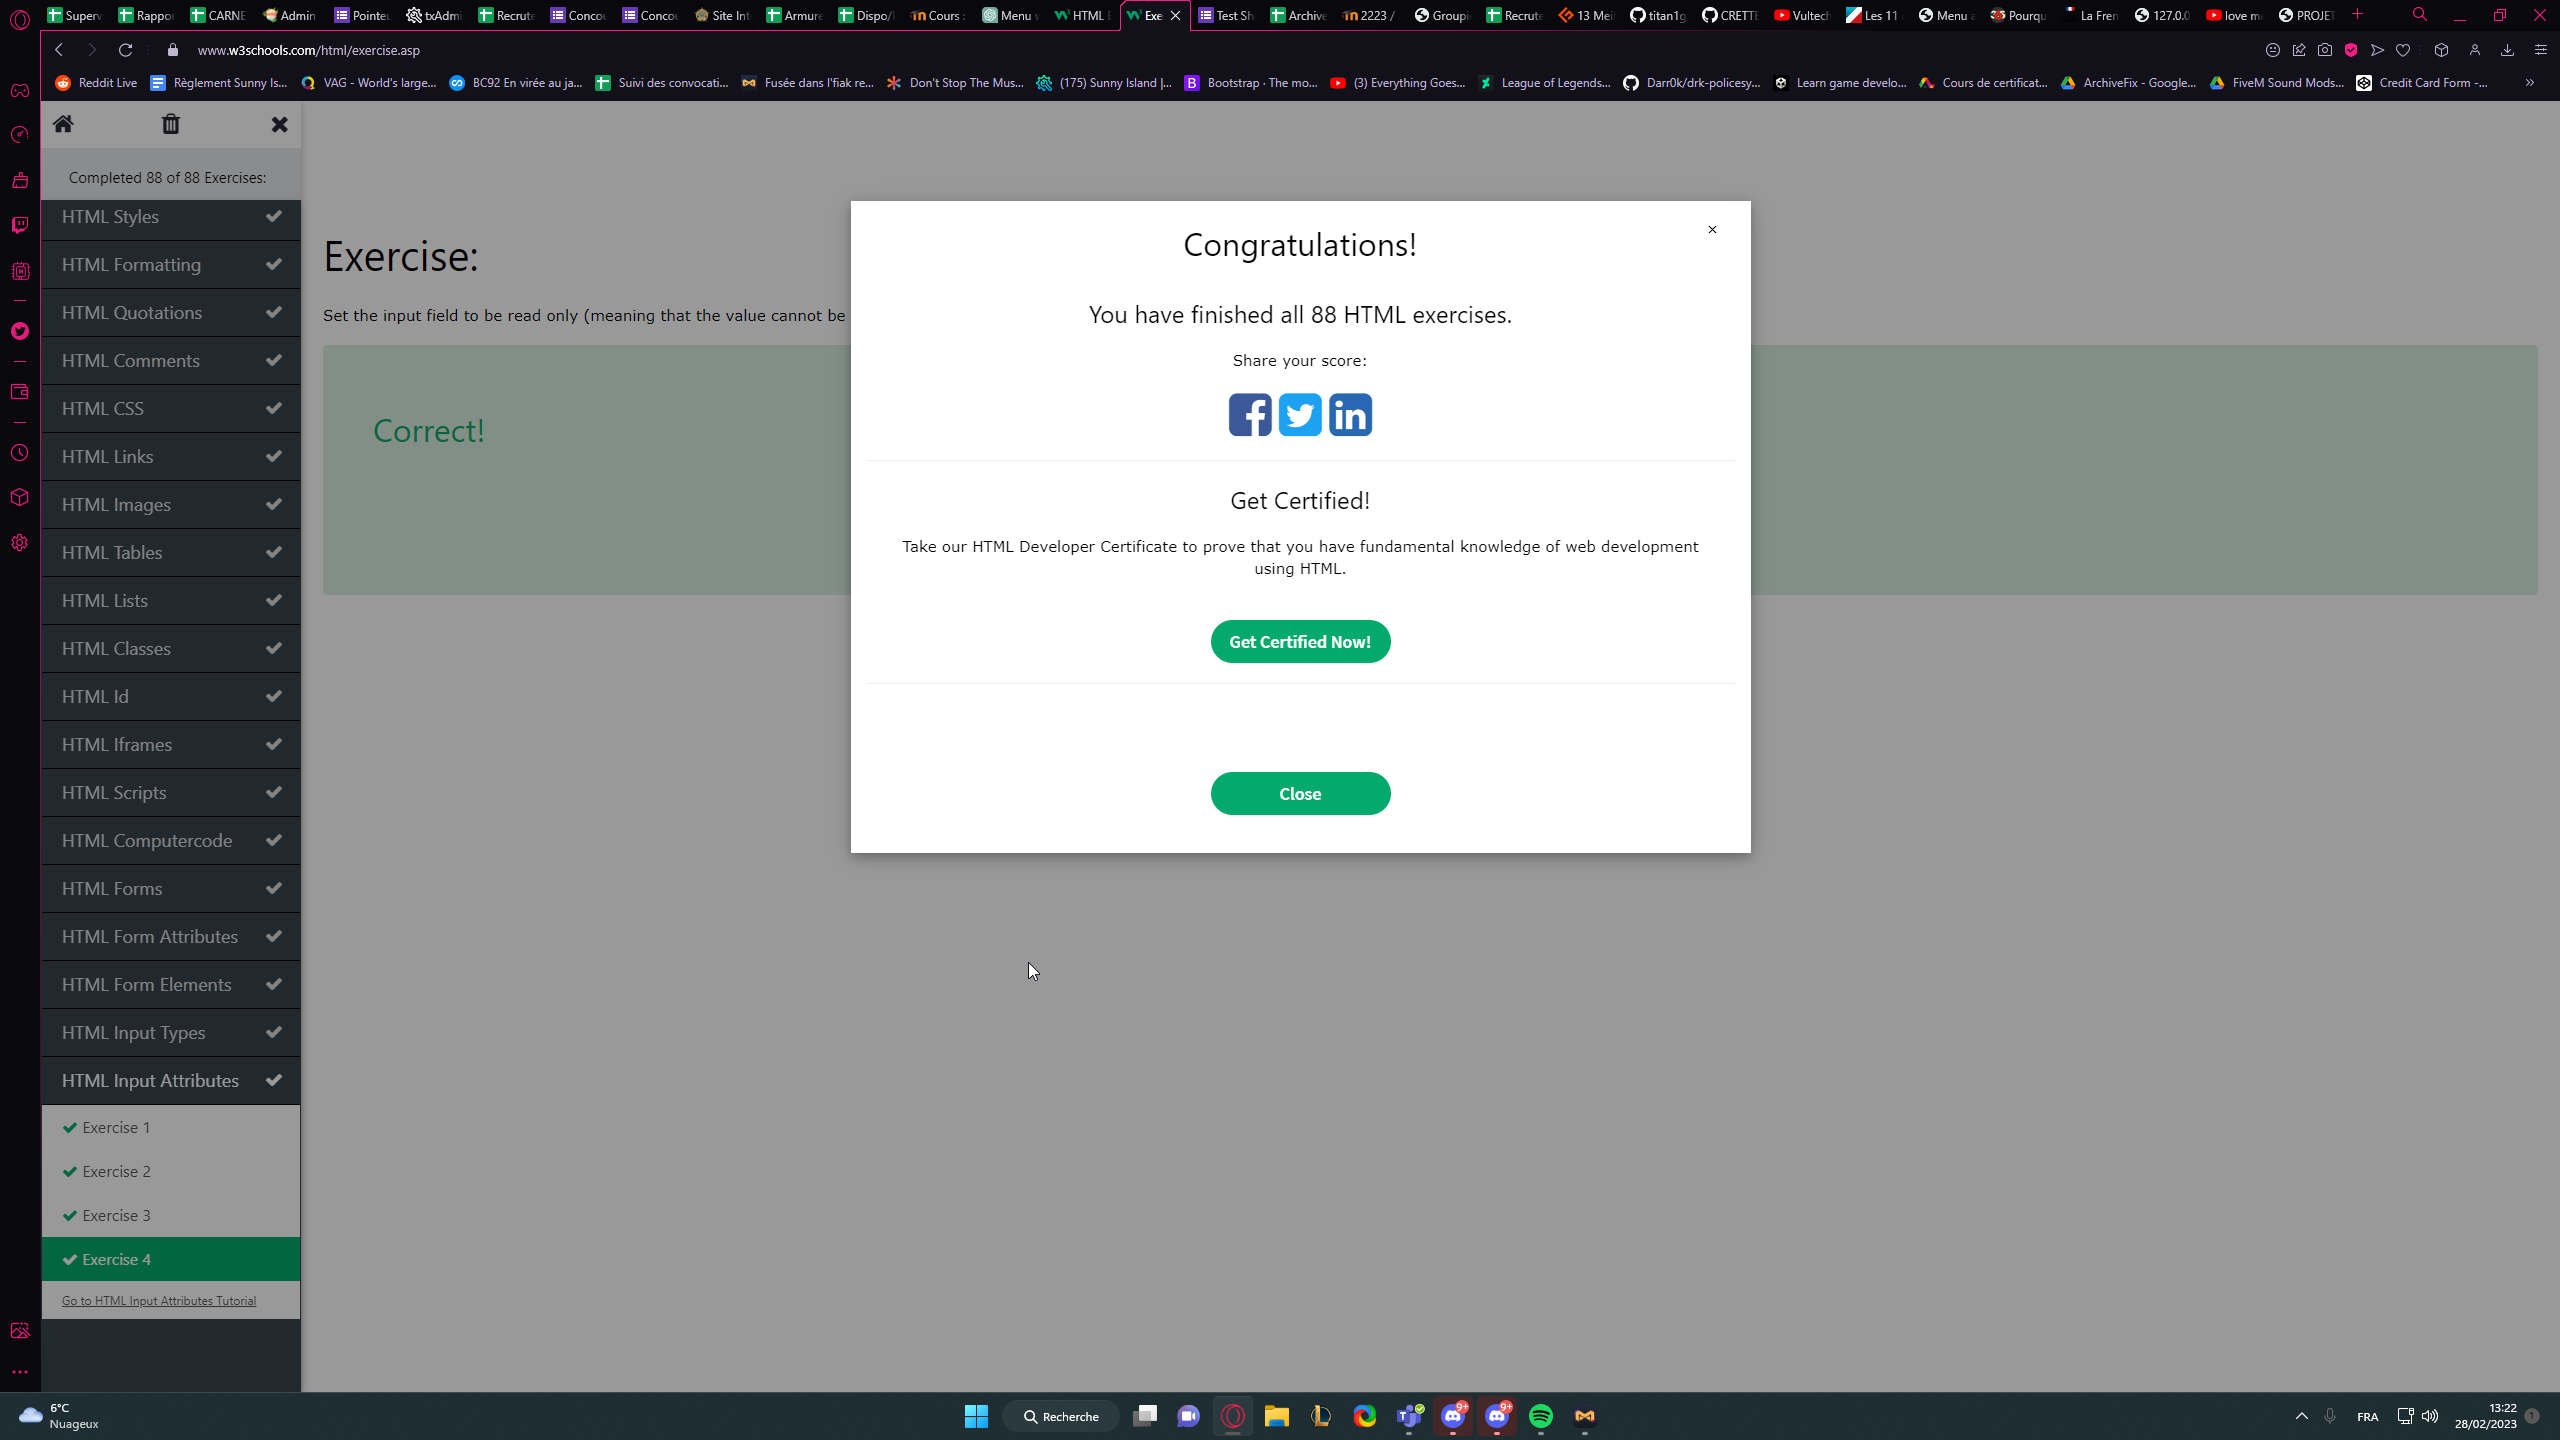 Superv
Rappor
CARNE
Admin
Pointeu
txAdmi
Recrute
Concou
Concou
Site Int
Armure
Dispo/
Cours :
Menu v
HTML E
Exe
Test Sh
Archive
2223 /
Groupi
Recrute
13 Meil
titan1g
CRETTE
Vultech
Les 11
Menu a
Pourqu
La Fren
127.0.0
love m
PROJET
www.w3schools.com/html/exercise.asp
Reddit Live
Règlement Sunny Is...
VAG - World's large...
BC92 En virée au ja...
Suivi des convocati...
Fusée dans l'fiak re...
Don't Stop The Mus...
(175) Sunny Island |...
Bootstrap · The mo...
(3) Everything Goes...
League of Legends...
Darr0k/drk-policesy...
Learn game develo...
Cours de certificat...
ArchiveFix - Google...
FiveM Sound Mods...
Credit Card Form -...
»
Completed 88 of 88 Exercises:
HTML Styles
HTML Formatting
HTML Quotations
HTML Comments
HTML CSS
HTML Links
HTML Images
HTML Tables
HTML Lists
HTML Classes
HTML Id
HTML Iframes
HTML Scripts
HTML Computercode
HTML Forms
HTML Form Attributes
HTML Form Elements
HTML Input Types
HTML Input Attributes
Exercise 1
Exercise 2
Exercise 3
Exercise 4
Go to HTML Input Attributes Tutorial
Exercise:
Set the input field to be read only (meaning that the value cannot be
Correct!
×
Congratulations!
You have finished all 88 HTML exercises.
Share your score:
Get Certified!
Take our HTML Developer Certificate to prove that you have fundamental knowledge of web development
using HTML.
Get Certified Now!
Close
6°C
Nuageux
Recherche
9+
9+
FRA
13:22
28/02/2023
1